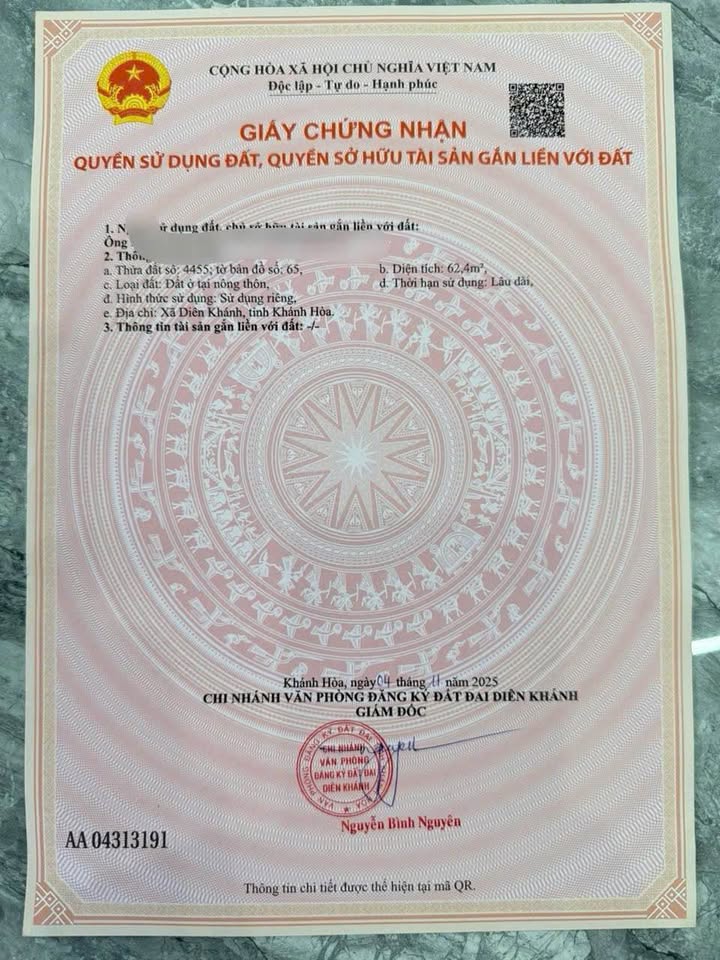 CỘNG HÒA XÃ HỘI CHỦ NGHĨA VIỆT NAM
Độc lập - Tự do - Hạnh phúc
GIẤY CHỨNG NHẬN
QUYỀN SỬ DỤNG ĐẤT, QUYỀN SỞ HỮU TÀI SẢN GẮN LIỀN VỚI ĐẤT
1. sử dụng đất, chủ sở hữu tài sản gắn liền với đất:
Ông
2.
a. Thửa đất số: 4455; tờ bản đồ số: 65, b. Diện tích: 62,4m²,
c. Loại đất: Đất ở tại nông thôn, d. Thời hạn sử dụng: Lâu dài,
đ. Hình thức sử dụng: Sử dụng riêng,
e. Địa chỉ: Xã Diên Khánh, tỉnh Khánh Hòa.
3. Thông tin tài sản gắn liền với đất: -/-
Khánh Hòa, ngày 04 tháng 11 năm 2025
CHI NHÁNH VĂN PHÒNG ĐĂNG KÝ ĐẤT ĐAI DIÊN KHÁNH
GIÁM ĐỐC
CHI NHÁNH
VĂN PHÒNG
ĐĂNG KÝ ĐẤT ĐAI
DIÊN KHÁNH
Nguyễn Bình Nguyên
AA 04313191
Thông tin chi tiết được thể hiện tại mã QR.